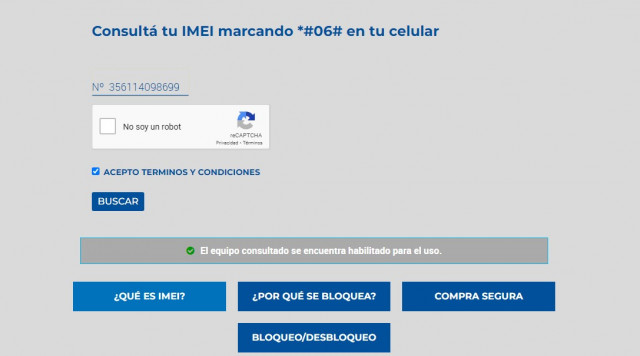 Consultá tu IMEI marcando *#06# en tu celular
Nº 356114098699
No soy un robot
reCAPTCHA
Privacidad - Términos
ACEPTO TERMINOS Y CONDICIONES
BUSCAR
El equipo consultado se encuentra habilitado para el uso.
¿QUÉ ES IMEI?
¿POR QUÉ SE BLOQUEA?
COMPRA SEGURA
BLOQUEO/DESBLOQUEO